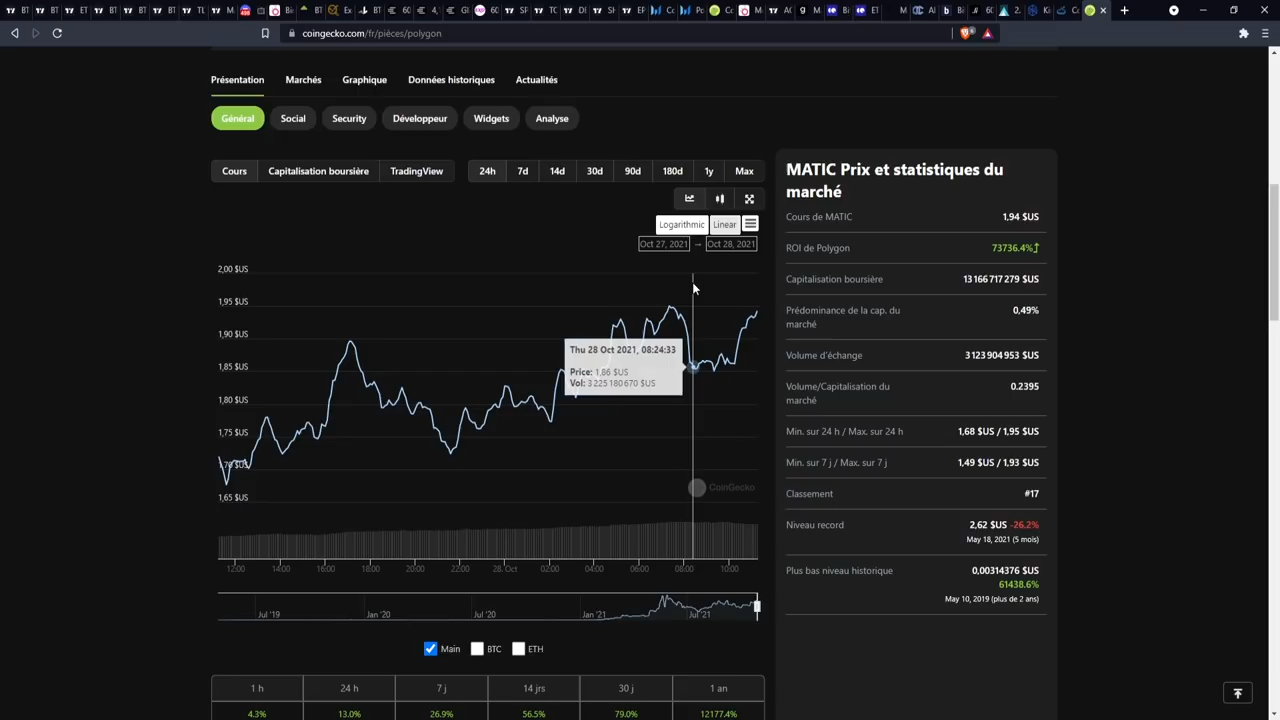 coingecko.com/fr/pièces/polygon
Présentation Marchés Graphique Données historiques Actualités
Général Social Security Développeur Widgets Analyse
Cours Capitalisation boursière TradingView 24h 7d 14d 30d 90d 180d 1y Max
Logarithmic Linear
Oct 27, 2021 → Oct 28, 2021
2,00 $US
1,95 $US
1,90 $US
1,85 $US
1,80 $US
1,75 $US
1,70 $US
1,65 $US
Thu 28 Oct 2021, 08:24:33
Price: 1,86 $US
Vol: 3 225 180 670 $US
CoinGecko
12:00 14:00 16:00 18:00 20:00 22:00 28. Oct 02:00 04:00 06:00 08:00 10:00
Jul '19 Jan '20 Jul '20 Jan '21 Jul '21
Main BTC ETH
1 h 24 h 7 j 14 jrs 30 j 1 an
4.3% 13.0% 26.9% 56.5% 79.0% 12177.4%
MATIC Prix et statistiques du
marché
Cours de MATIC 1,94 $US
ROI de Polygon 73736.4%
Capitalisation boursière 13 166 717 279 $US
Prédominance de la cap. du
marché 0,49%
Volume d'échange 3 123 904 953 $US
Volume/Capitalisation du
marché 0.2395
Min. sur 24 h / Max. sur 24 h 1,68 $US / 1,95 $US
Min. sur 7 j / Max. sur 7 j 1,49 $US / 1,93 $US
Classement #17
Niveau record 2,62 $US -26.2%
May 18, 2021 (5 mois)
Plus bas niveau historique 0,00314376 $US
61438.6%
May 10, 2019 (plus de 2 ans)